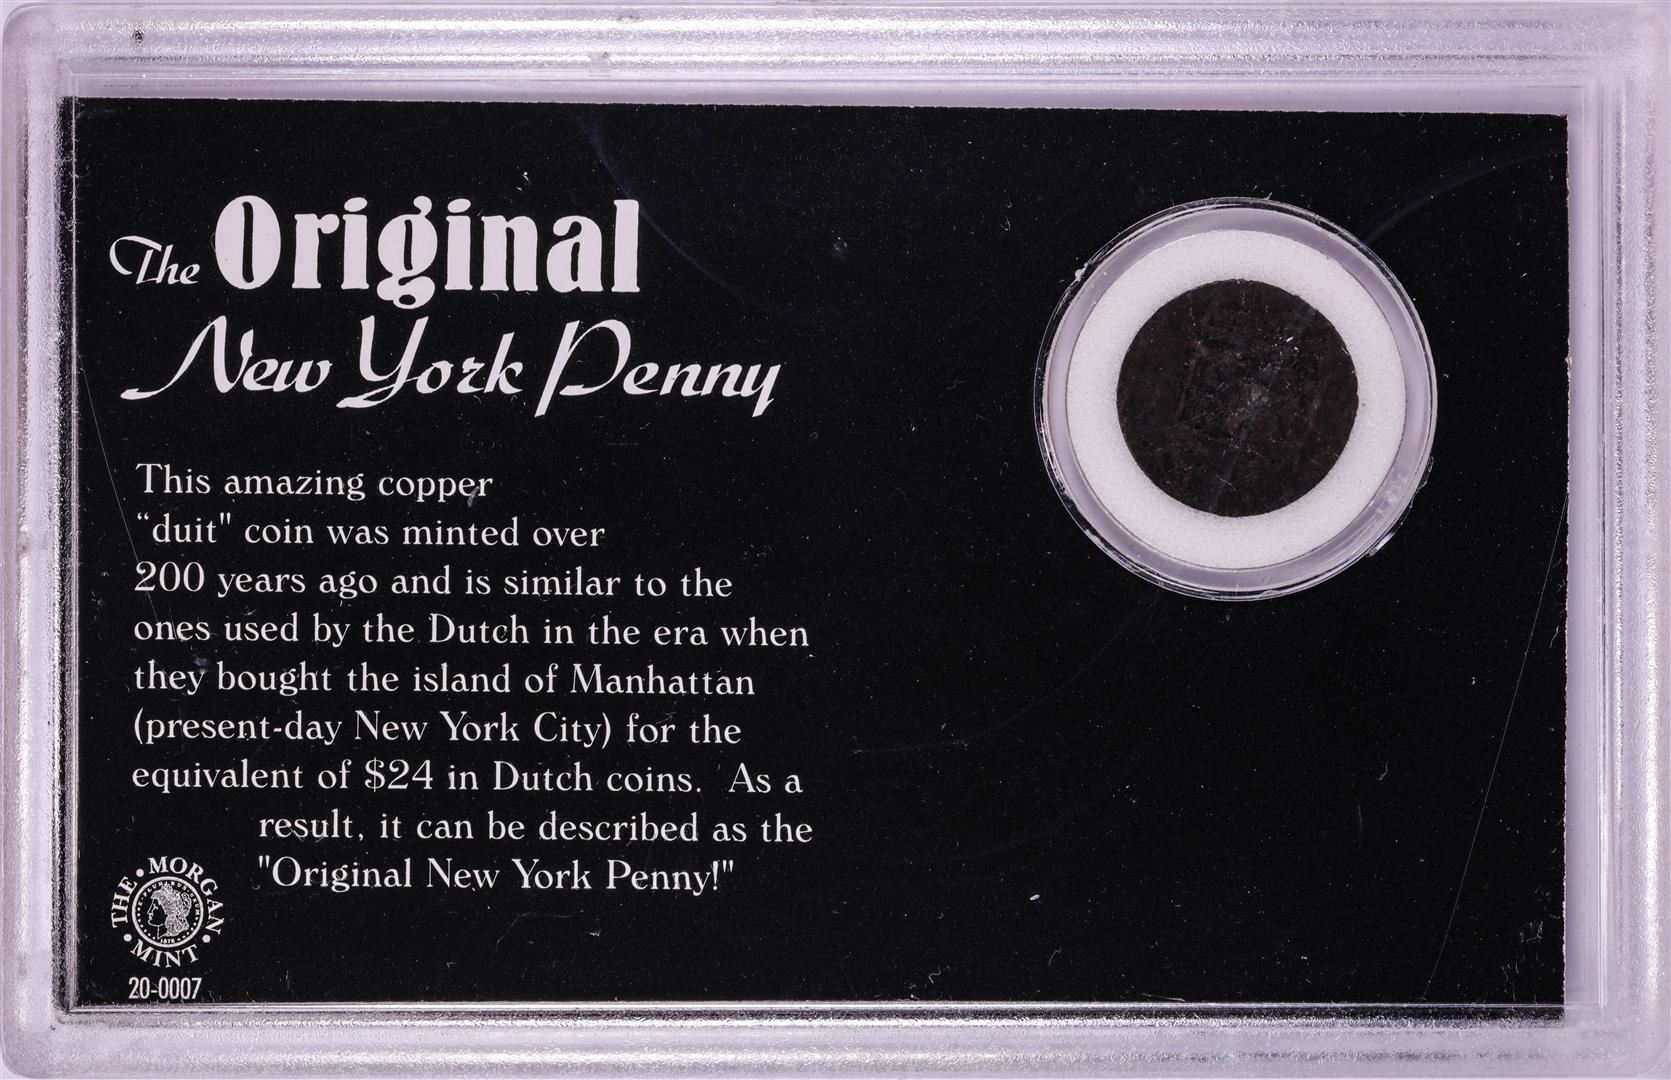 The Original
New York Penny
This amazing copper
“duit" coin was minted over
200 years ago and is similar to the
ones used by the Dutch in the era when
they bought the island of Manhattan
(present-day New York City) for the
equivalent of $24 in Dutch coins. As a
result, it can be described as the
"Original New York Penny!"
THE • MORGAN • MINT •
20-0007